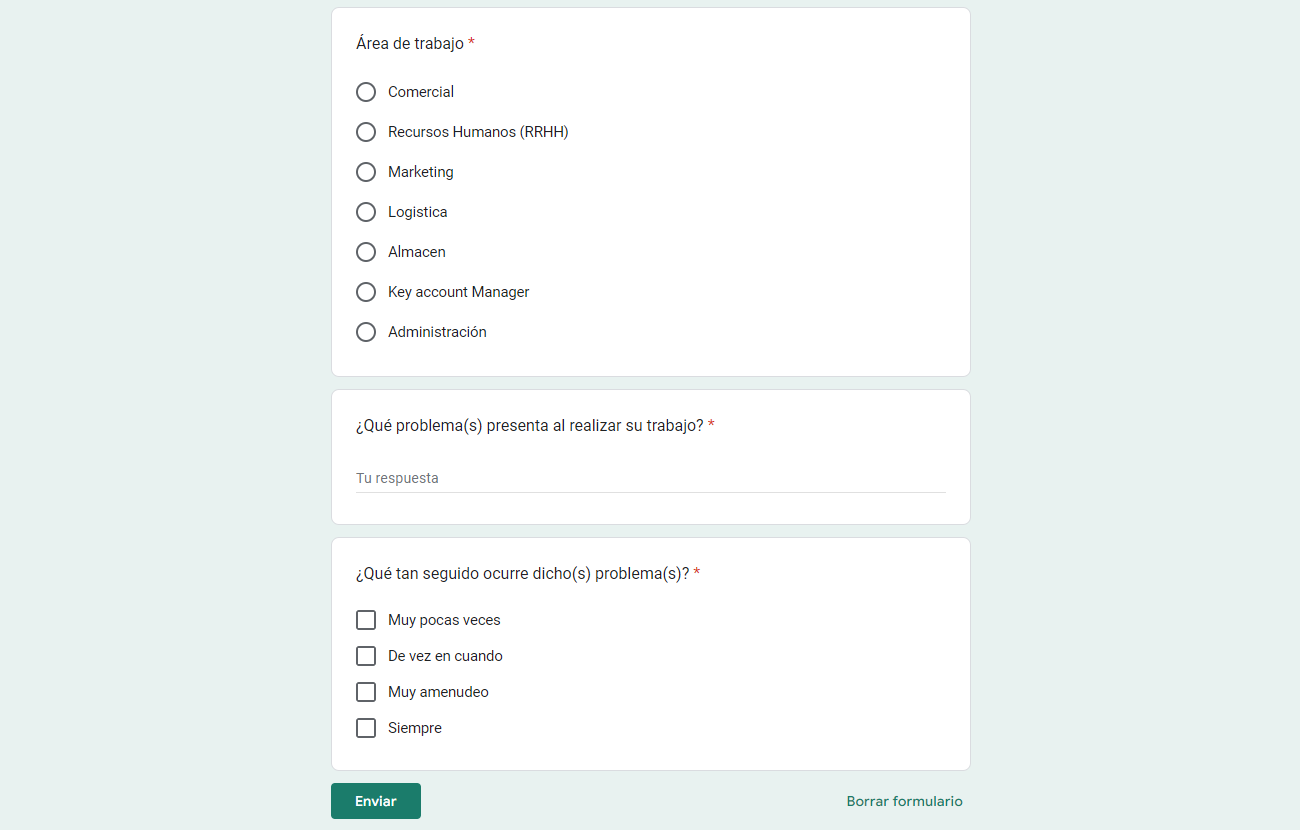 Área de trabajo *
Comercial
Recursos Humanos (RRHH)
Marketing
Logistica
Almacen
Key account Manager
Administración
¿Qué problema(s) presenta al realizar su trabajo? *
Tu respuesta
¿Qué tan seguido ocurre dicho(s) problema(s)? *
Muy pocas veces
De vez en cuando
Muy amenudeo
Siempre
Enviar Borrar formulario